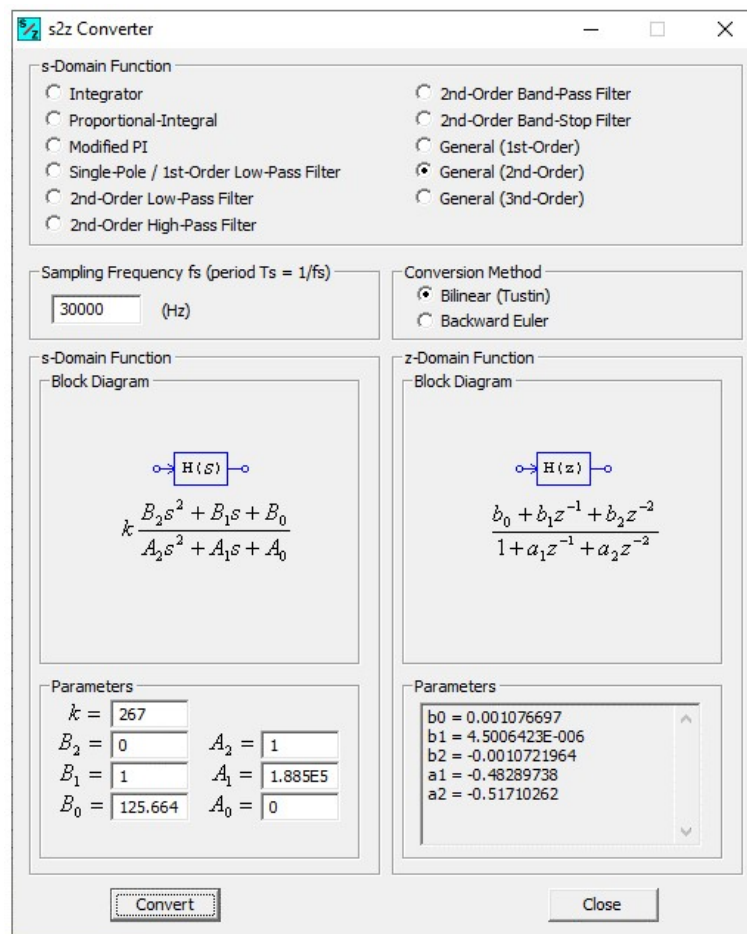 s/z s2z Converter
s-Domain Function
Integrator
Proportional-Integral
Modified PI
Single-Pole / 1st-Order Low-Pass Filter
2nd-Order Low-Pass Filter
2nd-Order High-Pass Filter
2nd-Order Band-Pass Filter
2nd-Order Band-Stop Filter
General (1st-Order)
General (2nd-Order)
General (3rd-Order)
Sampling Frequency fs (period Ts = 1/fs)
30000 (Hz)
Conversion Method
Bilinear (Tustin)
Backward Euler
s-Domain Function
Block Diagram
H(S)
k (B₂s² + B₁s + B₀) / (A₂s² + A₁s + A₀)
Parameters
k = 267
B₂ = 0 A₂ = 1
B₁ = 1 A₁ = 1.885E5
B₀ = 125.664 A₀ = 0
z-Domain Function
Block Diagram
H(z)
(b₀ + b₁z⁻¹ + b₂z⁻²) / (1 + a₁z⁻¹ + a₂z⁻²)
Parameters
b0 = 0.001076697
b1 = 4.5006423E-006
b2 = -0.0010721964
a1 = -0.48289738
a2 = -0.51710262
Convert
Close